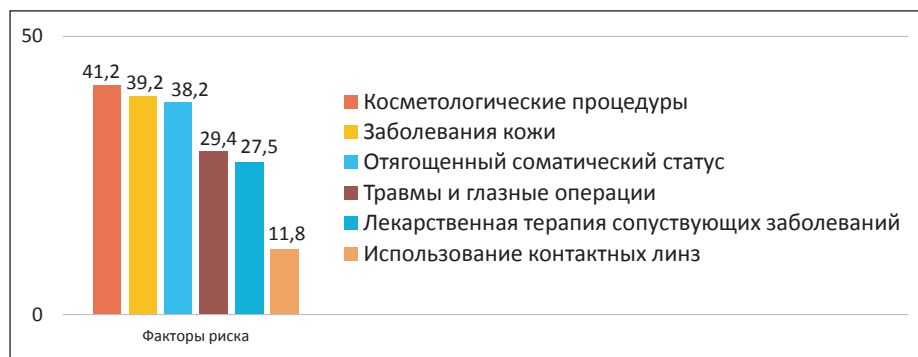 50
41,2
39,2
38,2
29,4
27,5
11,8
Косметологические процедуры
Заболевания кожи
Отягощенный соматический статус
Травмы и глазные операции
Лекарственная терапия сопуствующих заболеваний
Использование контактных линз
0
Факторы риска